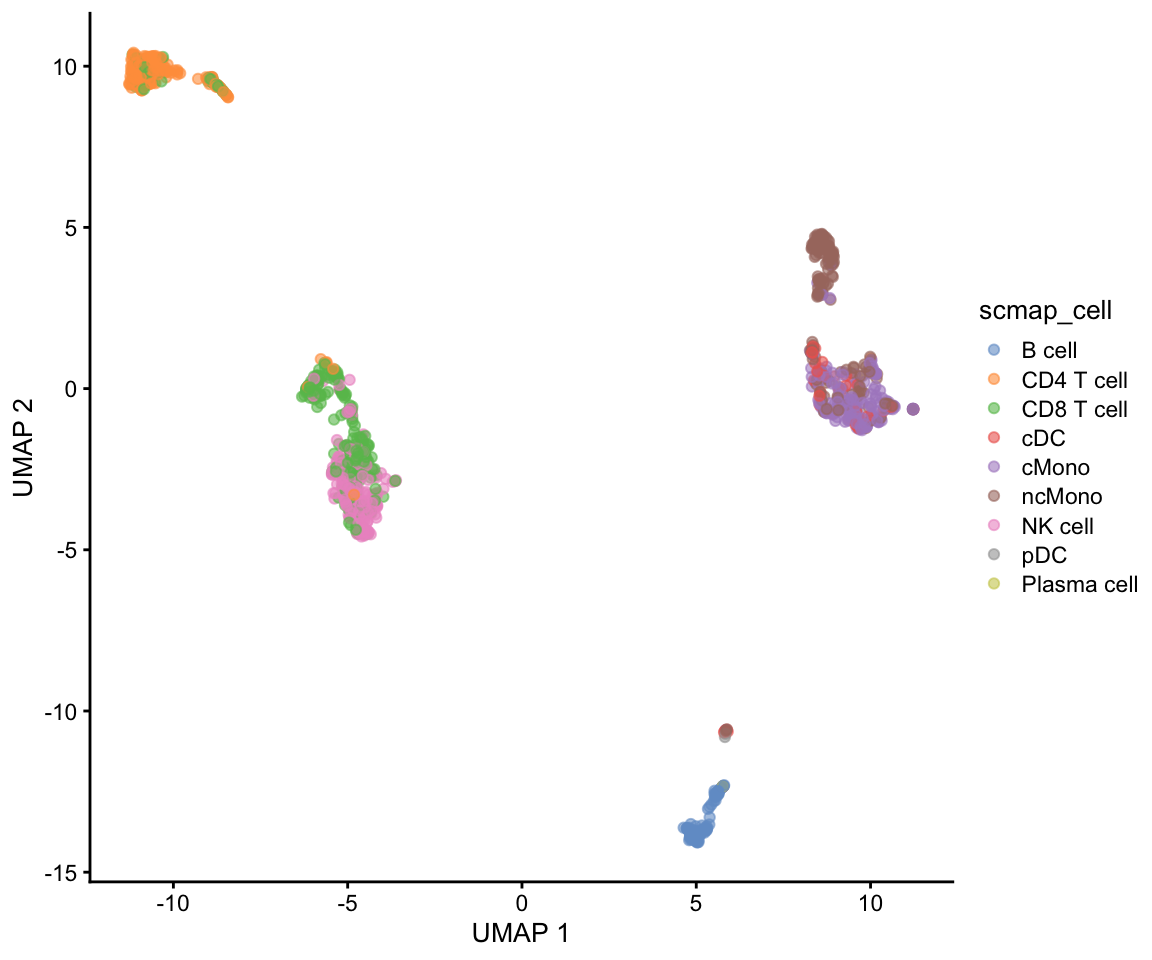 10
5
0
-5
-10
-15
UMAP 2
-10
-5
0
5
10
UMAP 1
scmap_cell
B cell
CD4 T cell
CD8 T cell
cDC
cMono
ncMono
NK cell
pDC
Plasma cell